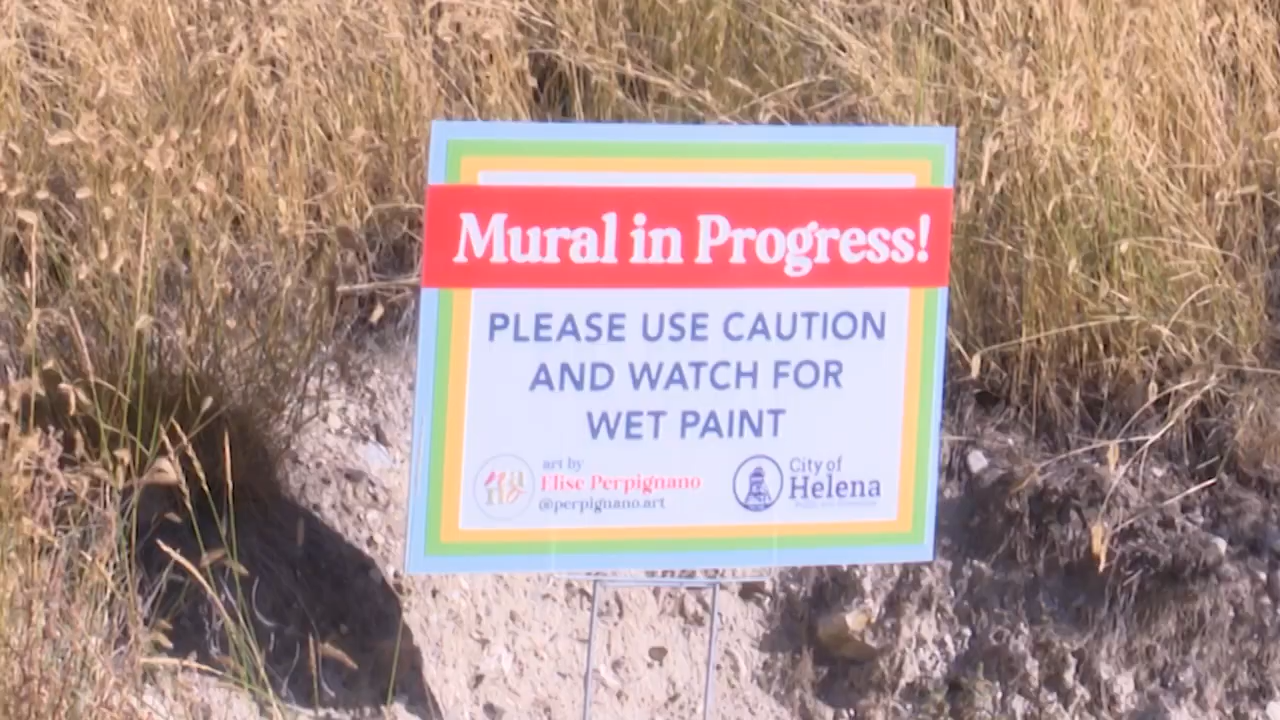 Mural in Progress!
PLEASE USE CAUTION
AND WATCH FOR
WET PAINT
art by
Elise Perpignano
@perpignano.art
City of
Helena